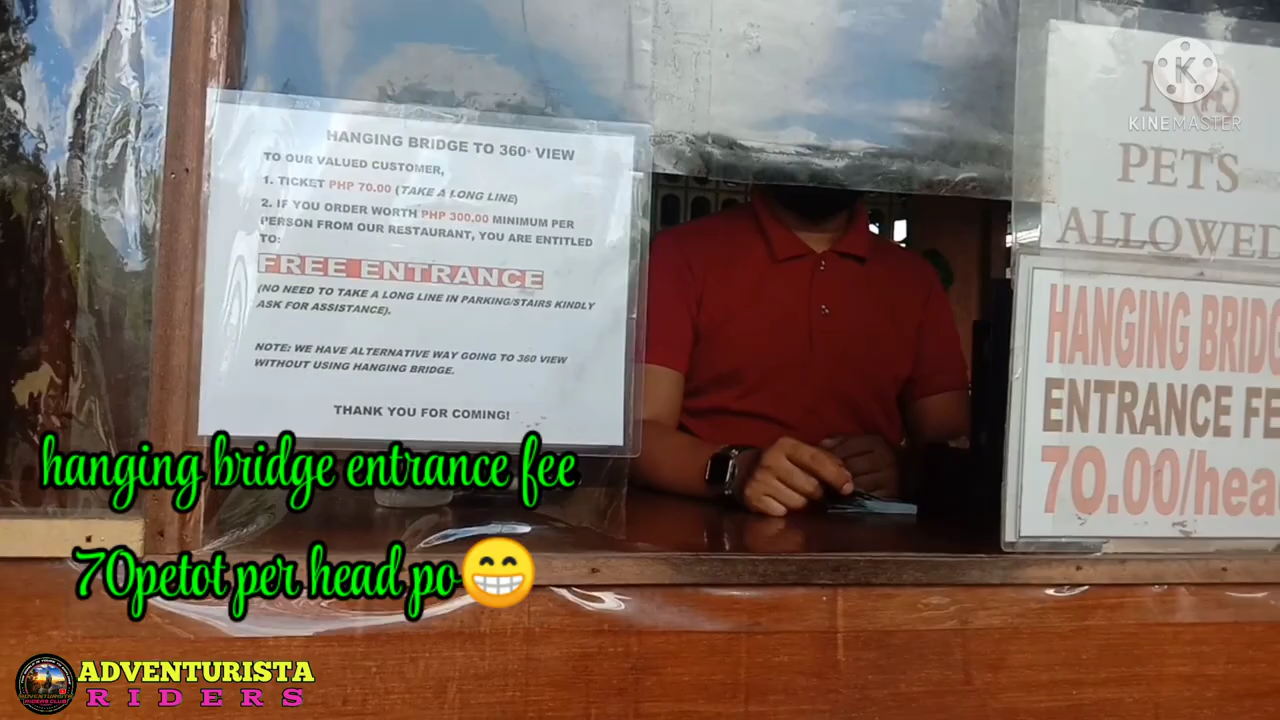 HANGING BRIDGE TO 360° VIEW
TO OUR VALUED CUSTOMER,
1. TICKET PHP 70.00 (TAKE A LONG LINE)
2. IF YOU ORDER WORTH PHP 300.00 MINIMUM PER
PERSON FROM OUR RESTAURANT, YOU ARE ENTITLED
TO:
FREE ENTRANCE
(NO NEED TO TAKE A LONG LINE IN PARKING/STAIRS KINDLY
ASK FOR ASSISTANCE).
NOTE: WE HAVE ALTERNATIVE WAY GOING TO 360 VIEW
WITHOUT USING HANGING BRIDGE.
THANK YOU FOR COMING!
K
KINEMASTER
PETS
ALLOWED
HANGING BRIDG
ENTRANCE FE
70.00/hea
hanging bridge entrance fee
70petot per head po😁
ADVENTURISTA
RIDERS